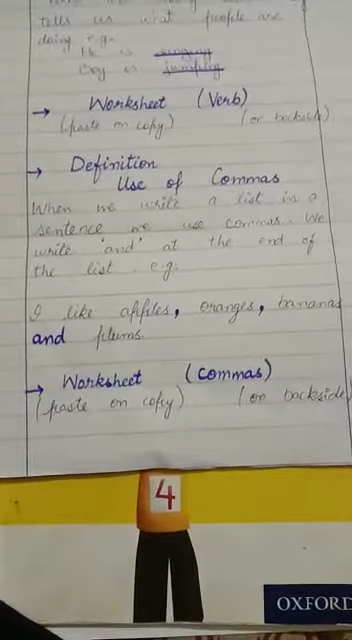 tells us what people are
doing e.g.
He is singing
Boy is jumping
→ Worksheet (Verb)
(paste on copy) (on backside)
→ Definition
Use of Commas
When we write a list in a
sentence we use commas. We
write 'and' at the end of
the list. e.g.
I like apples, oranges, bananas
and plums.
→ Worksheet (Commas)
(paste on copy) (on backside)
4
OXFORD